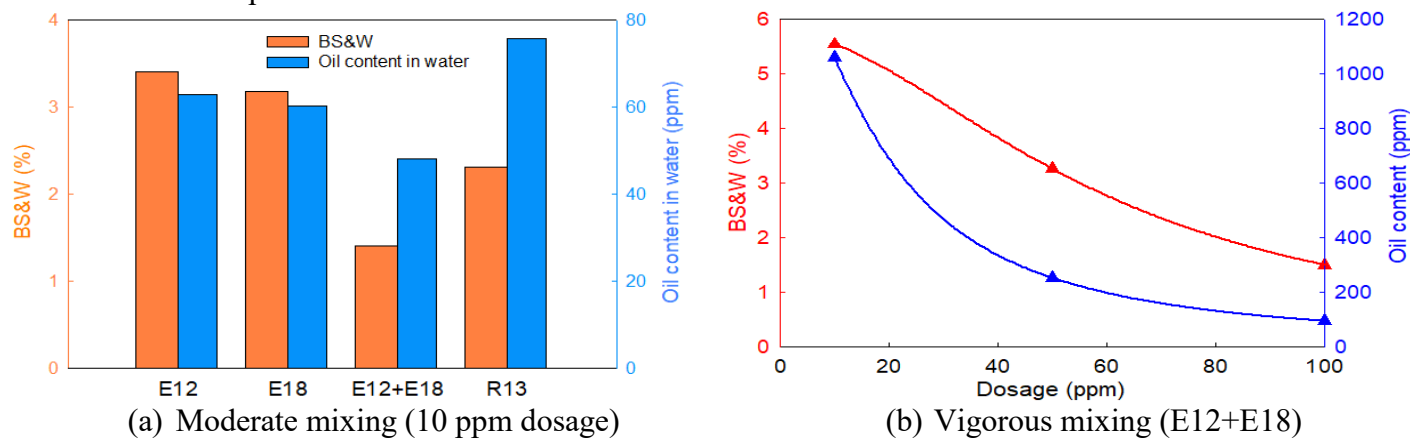 4
3
2
1
0
BS&W (%)
BS&W
Oil content in water
80
60
40
20
0
Oil content in water (ppm)
E12 E18 E12+E18 R13
(a) Moderate mixing (10 ppm dosage)
6
5
4
3
2
1
0
BS&W (%)
1200
1000
800
600
400
200
0
Oil content (ppm)
0 20 40 60 80 100
Dosage (ppm)
(b) Vigorous mixing (E12+E18)